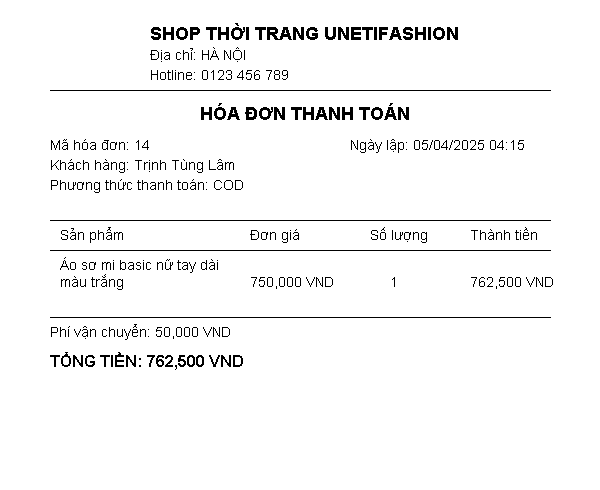 SHOP THỜI TRANG UNETIFASHION
Địa chỉ: HÀ NỘI
Hotline: 0123 456 789
HÓA ĐƠN THANH TOÁN
Mã hóa đơn: 14 Ngày lập: 05/04/2025 04:15
Khách hàng: Trịnh Tùng Lâm
Phương thức thanh toán: COD
Sản phẩm Đơn giá Số lượng Thành tiền
Áo sơ mi basic nữ tay dài
màu trắng 750,000 VND 1 762,500 VND
Phí vận chuyển: 50,000 VND
TỔNG TIỀN: 762,500 VND